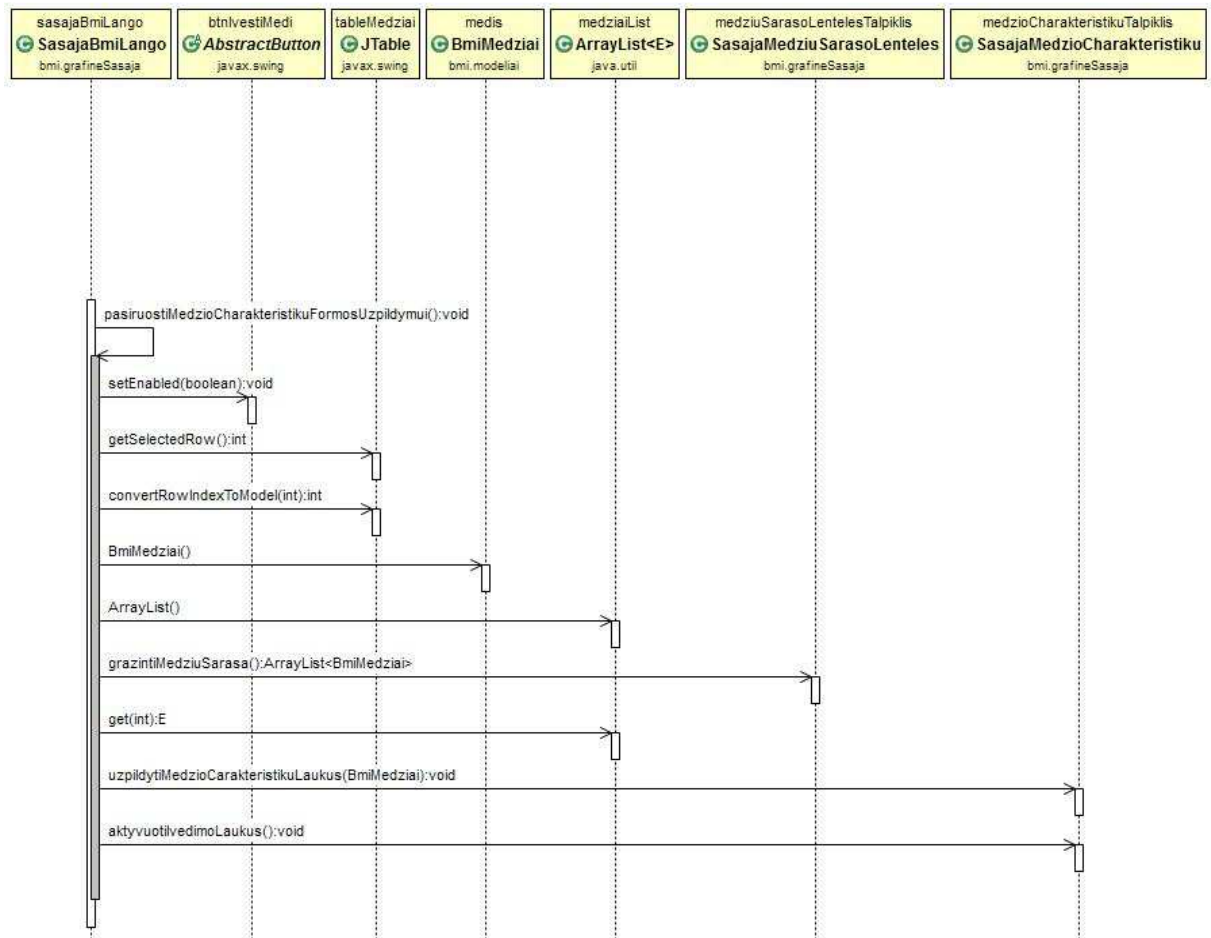 sasajaBmiLango
SasajaBmiLango
bmi.grafineSasaja
btnIvestiMedi
AbstractButton
javax.swing
tableMedziai
JTable
javax.swing
medis
BmiMedziai
bmi.modeliai
medziaiList
ArrayList<E>
java.util
medziuSarasoLentelesTalpiklis
SasajaMedziuSarasoLenteles
bmi.grafineSasaja
medzioCharakteristikuTalpiklis
SasajaMedzioCharakteristiku
bmi.grafineSasaja
pasiruostiMedzioCharakteristikuFormosUzpildymui():void
setEnabled(boolean):void
getSelectedRow():int
convertRowIndexToModel(int):int
BmiMedziai()
ArrayList()
grazintiMedziuSarasa():ArrayList<BmiMedziai>
get(int):E
uzpildytiMedzioCarakteristikuLaukus(BmiMedziai):void
aktyvuotiIvedimoLaukus():void